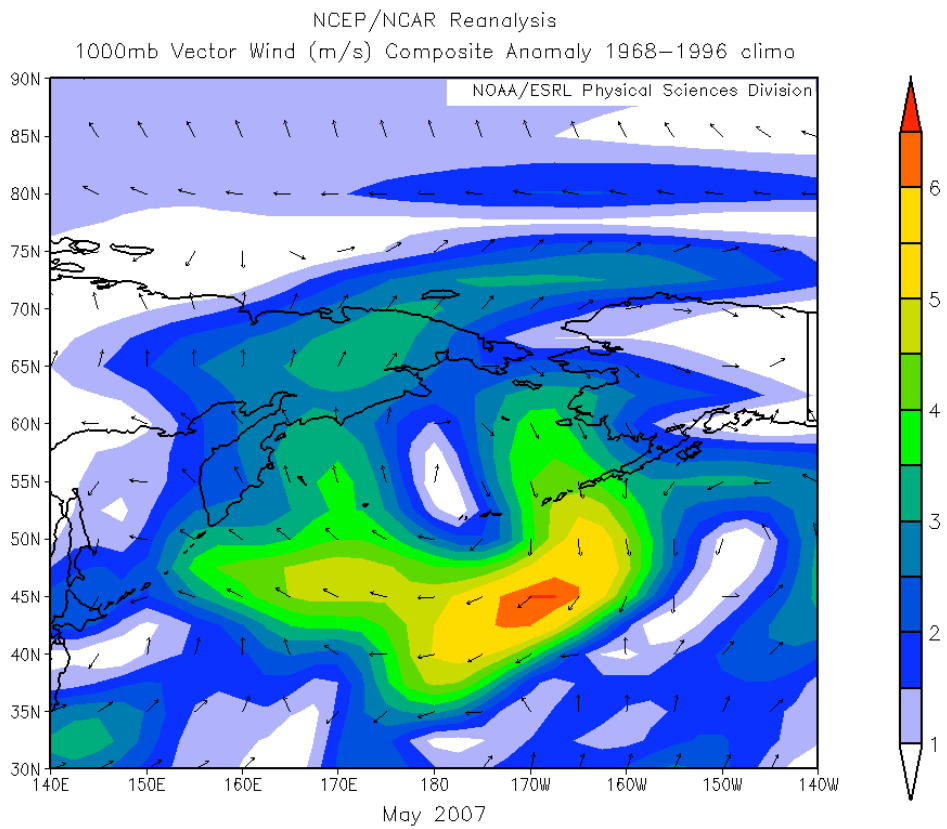 NCEP/NCAR Reanalysis
1000mb Vector Wind (m/s) Composite Anomaly 1968-1996 climo
NOAA/ESRL Physical Sciences Division
90N
85N
80N
75N
70N
65N
60N
55N
50N
45N
40N
35N
30N
140E
150E
160E
170E
180
170W
160W
150W
140W
May 2007
6
5
4
3
2
1